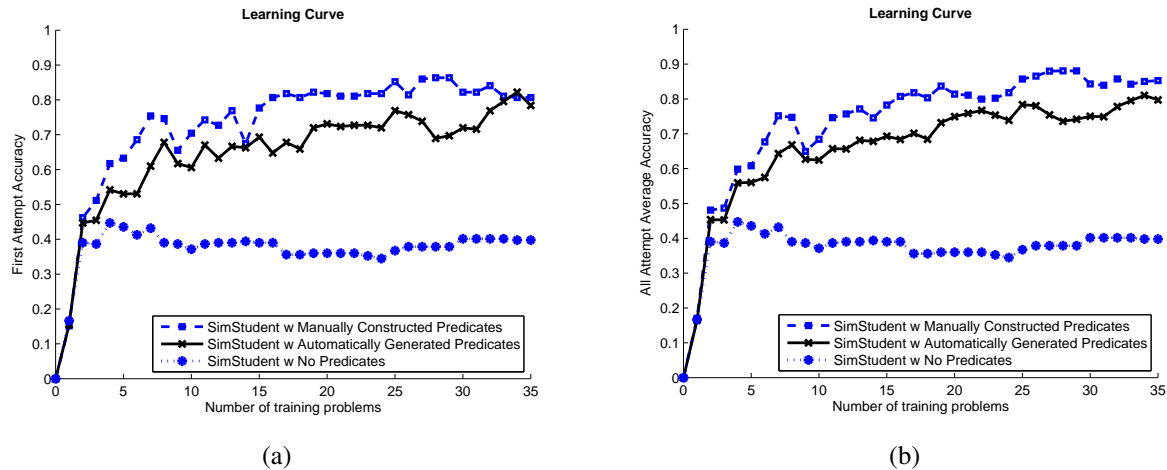 Learning Curve
First Attempt Accuracy
1
0.9
0.8
0.7
0.6
0.5
0.4
0.3
0.2
0.1
0
SimStudent w Manually Constructed Predicates
SimStudent w Automatically Generated Predicates
SimStudent w No Predicates
0 5 10 15 20 25 30 35
Number of training problems
(a)
Learning Curve
All Attempt Average Accuracy
1
0.9
0.8
0.7
0.6
0.5
0.4
0.3
0.2
0.1
0
SimStudent w Manually Constructed Predicates
SimStudent w Automatically Generated Predicates
SimStudent w No Predicates
0 5 10 15 20 25 30 35
Number of training problems
(b)